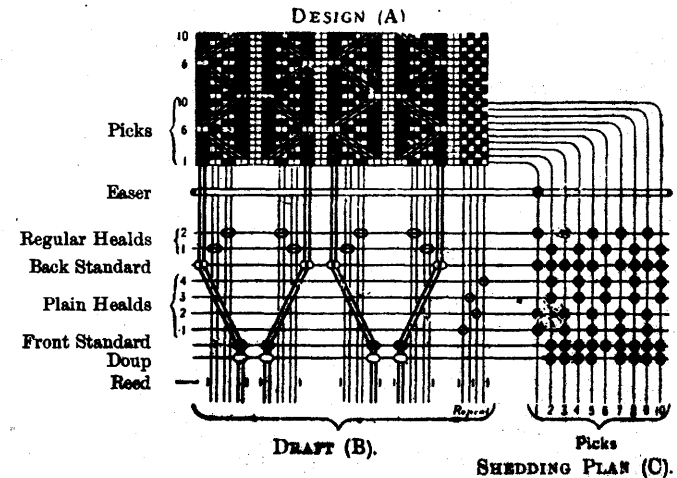 DESIGN (A)
10
6
10
Picks
6
1
Easer
Regular Healds
2
1
Back Standard
4
Plain Healds
3
2
1
Front Standard
Doup
Reed
Repeat
1 2 3 4 5 6 7 8 9 10
DRAFT (B).
Picks
SHEDDING PLAN (C).